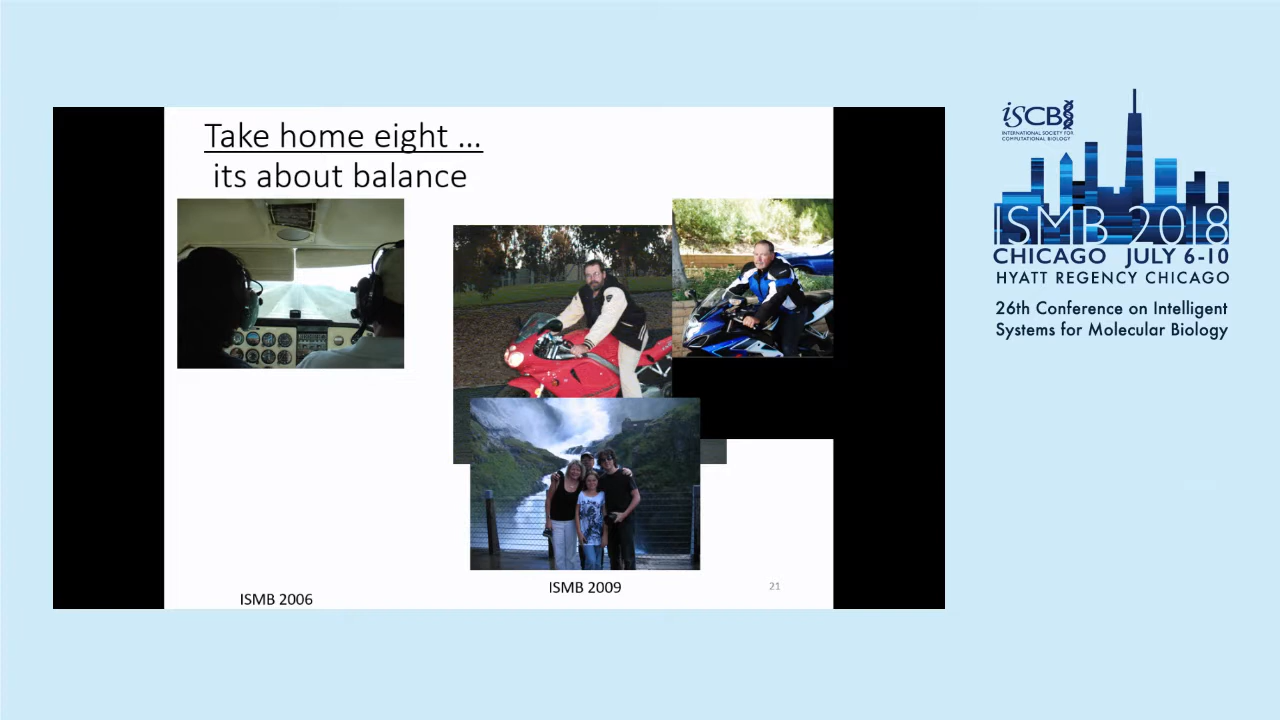 Take home eight ...
its about balance
ISMB 2006
ISMB 2009
21
iSCB
INTERNATIONAL SOCIETY FOR
COMPUTATIONAL BIOLOGY
ISMB 2018
CHICAGO JULY 6-10
HYATT REGENCY CHICAGO
26th Conference on Intelligent
Systems for Molecular Biology